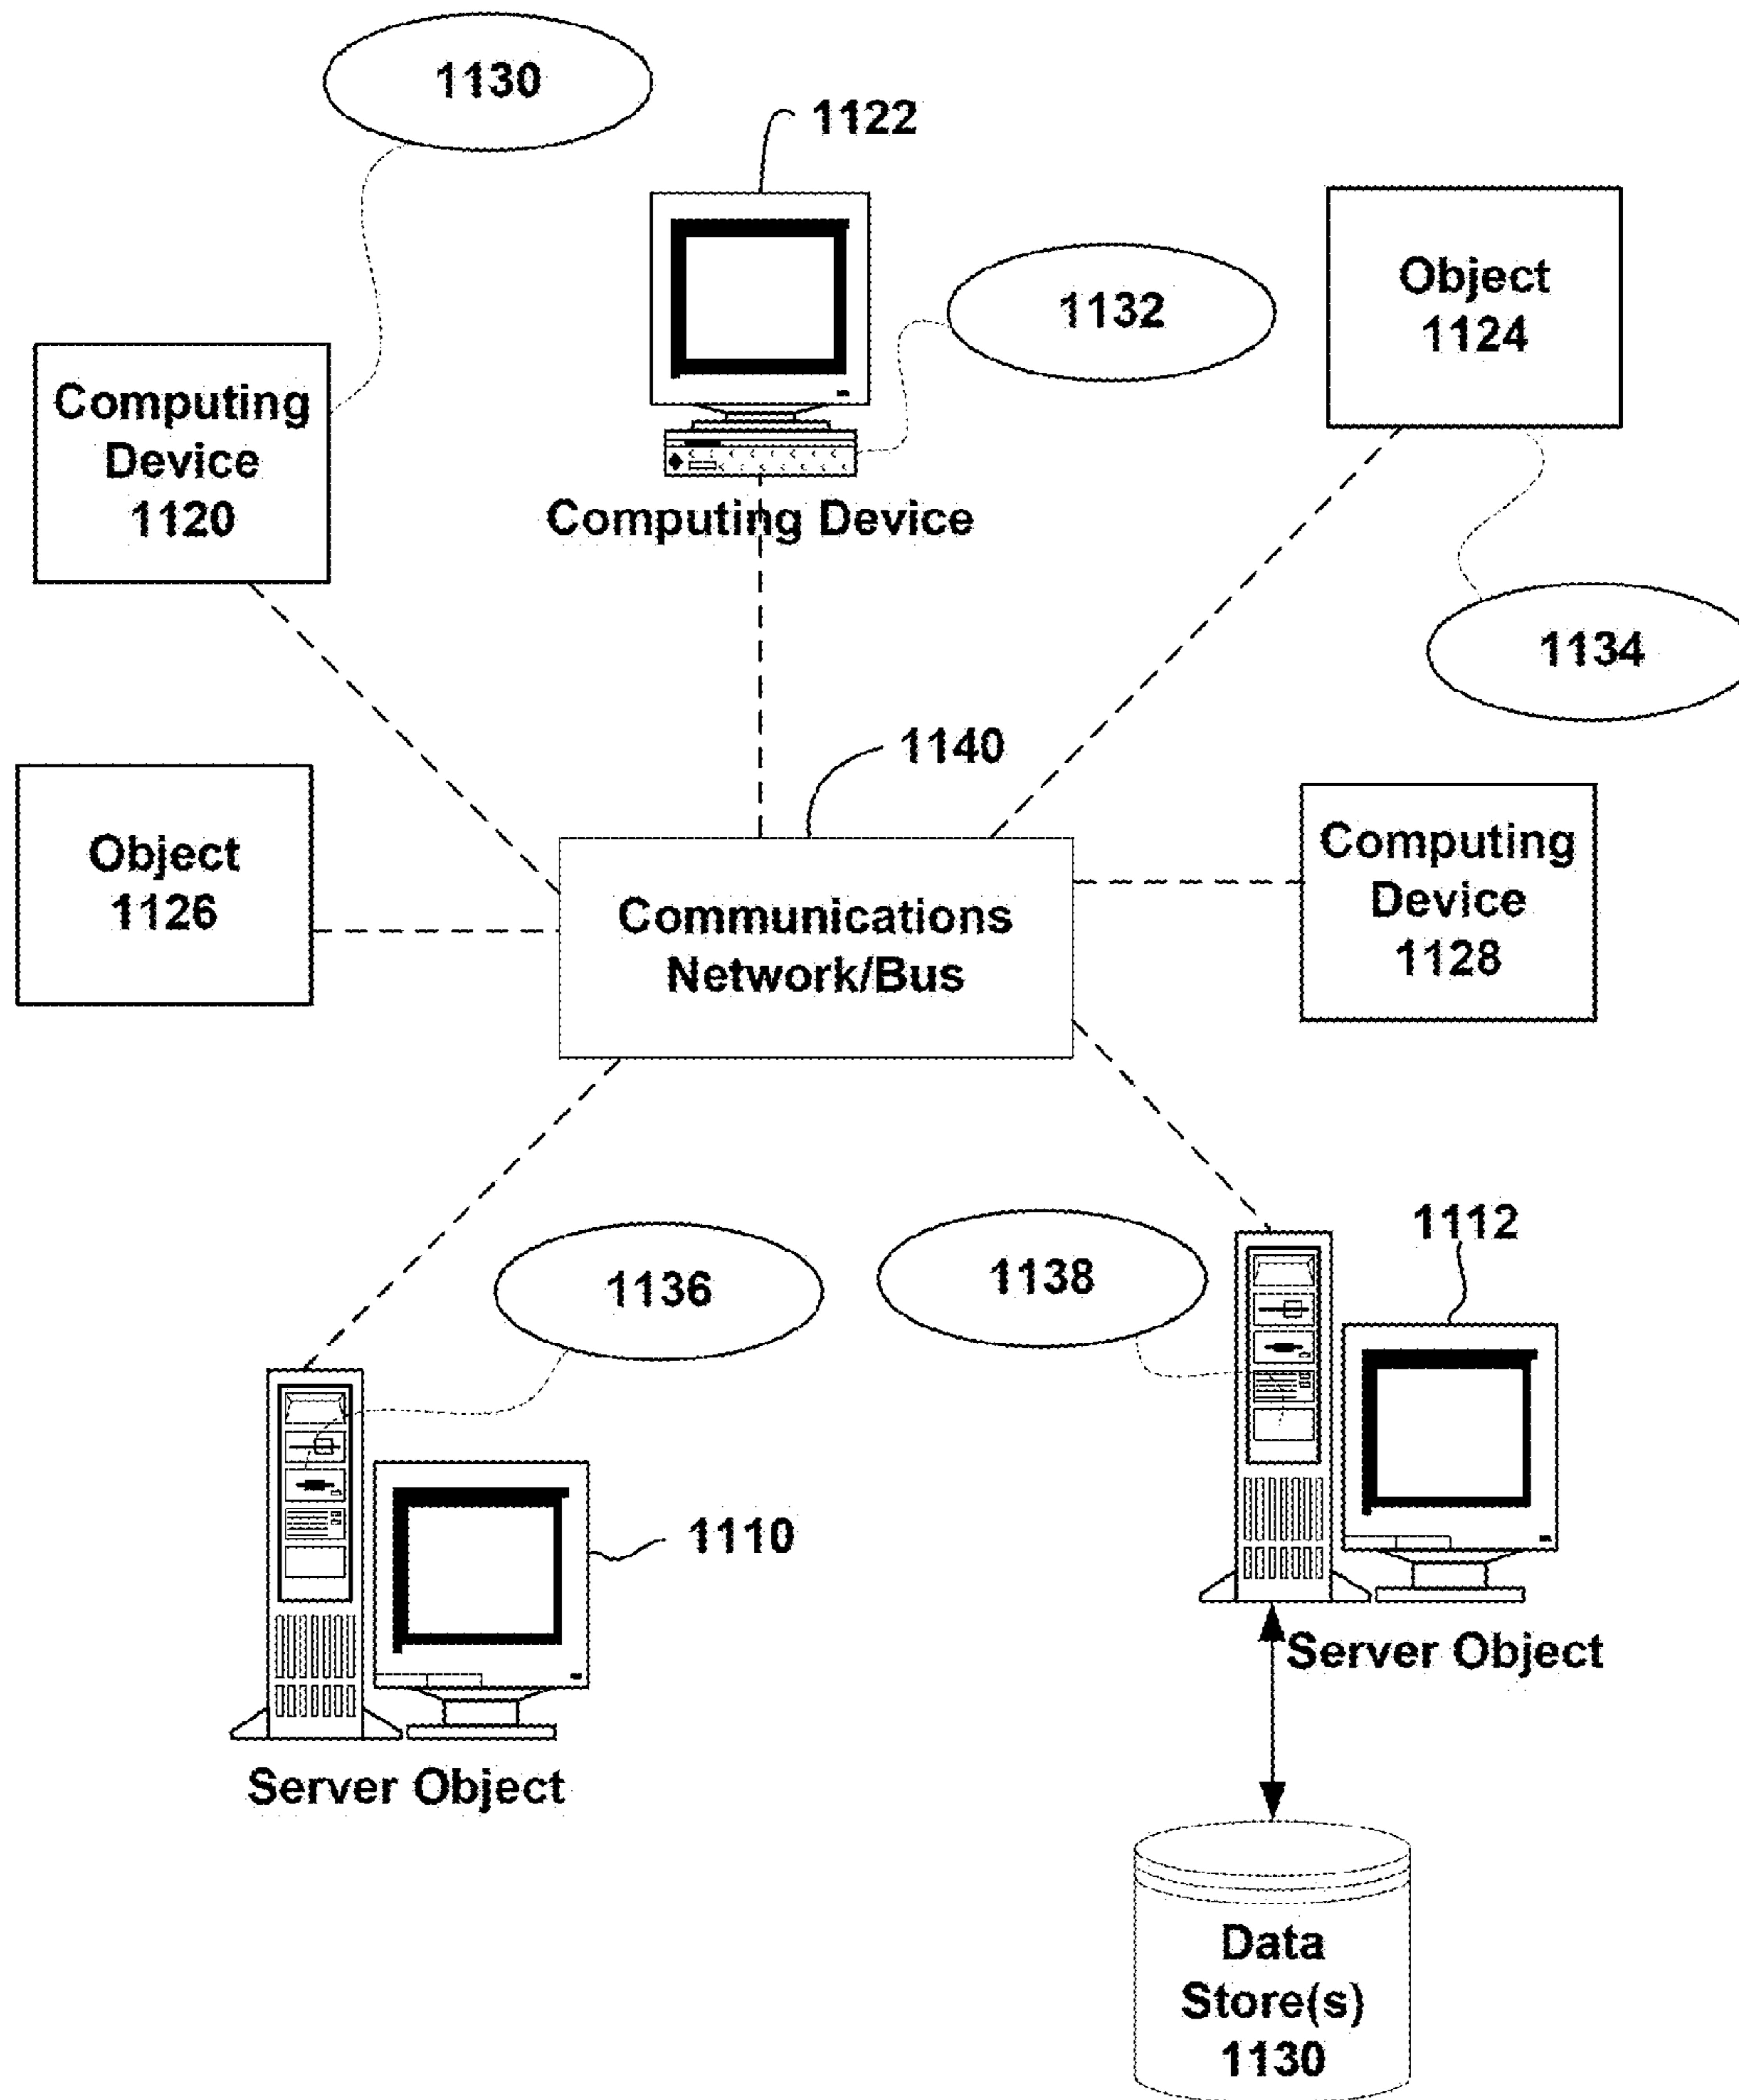 1130
1122
1132
Object
1124
Computing
Device
1120
Computing Device
1134
1140
Object
1126
Communications
Network/Bus
Computing
Device
1128
1136
1138
1112
1110
Server Object
Server Object
Data
Store(s)
1130